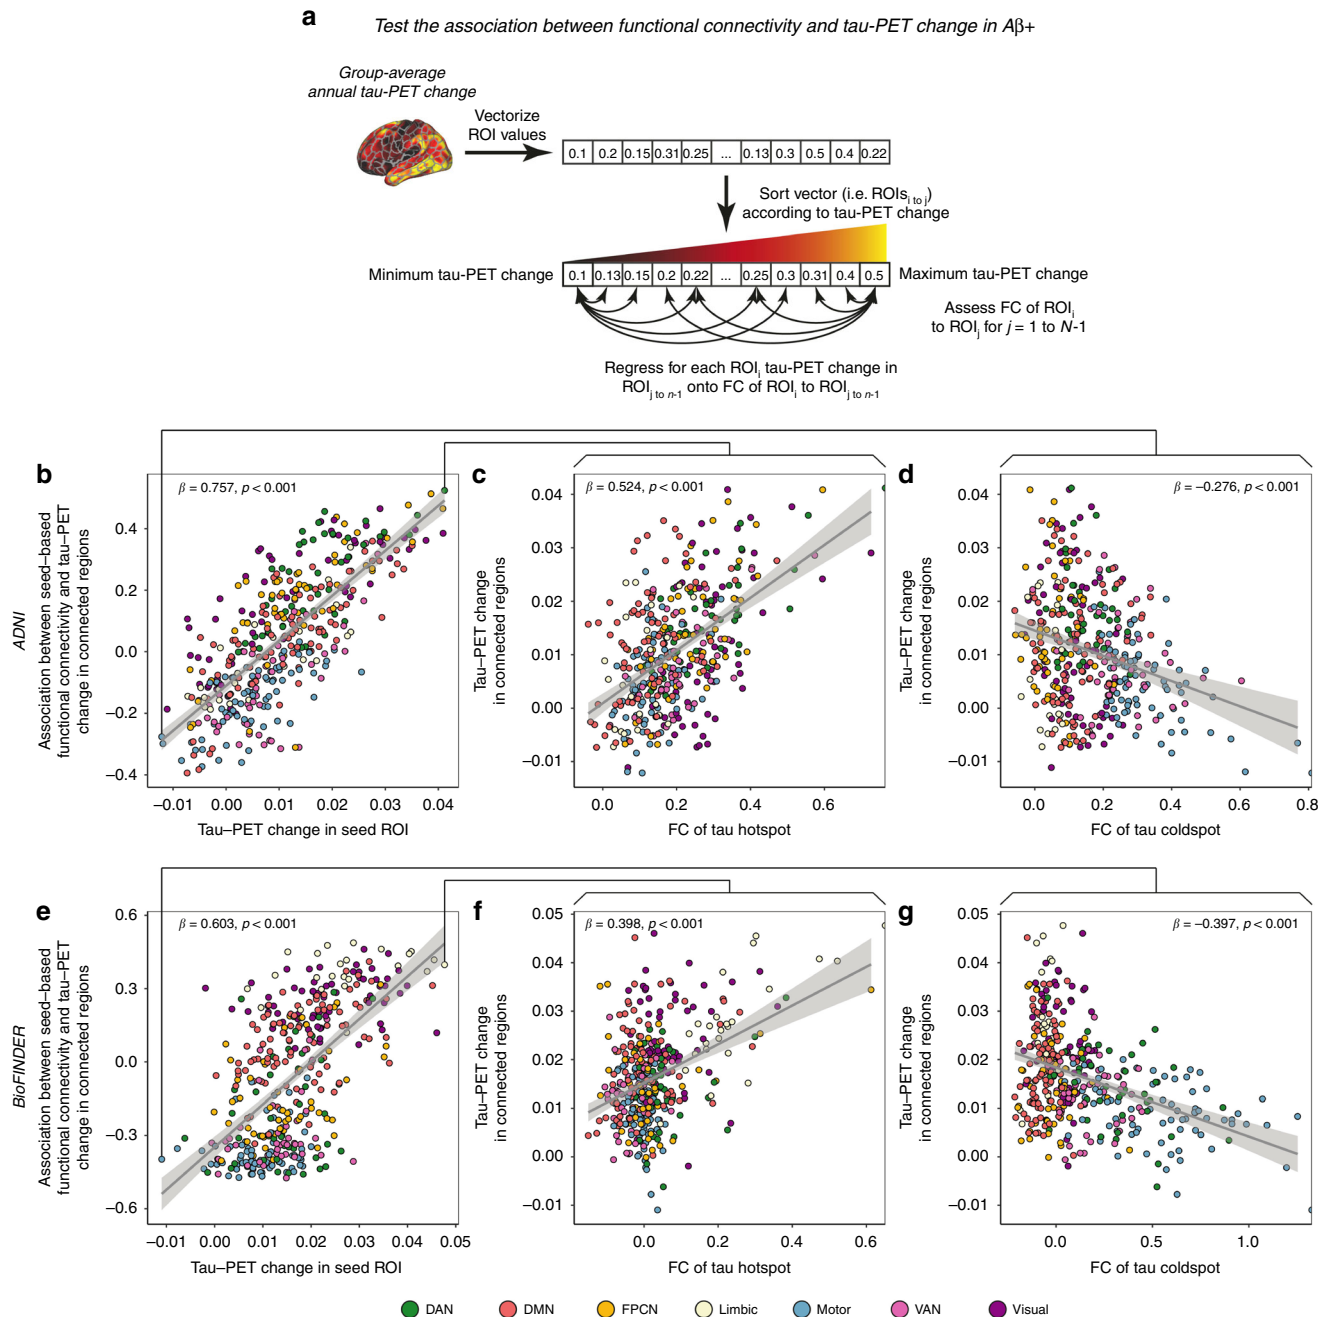 a
Test the association between functional connectivity and tau-PET change in Aβ+
Group-average
annual tau-PET change
Vectorize
ROI values
0.1 0.2 0.15 0.31 0.25 ... 0.13 0.3 0.5 0.4 0.22
Sort vector (i.e. ROIs i to j)
according to tau-PET change
Minimum tau-PET change
0.1 0.13 0.15 0.2 0.22 ... 0.25 0.3 0.31 0.4 0.5
Maximum tau-PET change
Assess FC of ROIi
to ROIj for j = 1 to N-1
Regress for each ROIi tau-PET change in
ROIj to n-1 onto FC of ROIi to ROIj to n-1
ADNI
b
Association between seed–based
functional connectivity and tau–PET
change in connected regions
β = 0.757, p < 0.001
0.4
0.2
0.0
–0.2
–0.4
–0.01 0.00 0.01 0.02 0.03 0.04
Tau–PET change in seed ROI
c
Tau–PET change
in connected regions
β = 0.524, p < 0.001
0.04
0.03
0.02
0.01
0.00
–0.01
0.0 0.2 0.4 0.6
FC of tau hotspot
d
Tau–PET change
in connected regions
β = –0.276, p < 0.001
0.04
0.03
0.02
0.01
0.00
–0.01
0.0 0.2 0.4 0.6 0.8
FC of tau coldspot
BioFINDER
e
Association between seed–based
functional connectivity and tau–PET
change in connected regions
β = 0.603, p < 0.001
0.6
0.3
0.0
–0.3
–0.6
–0.01 0.00 0.01 0.02 0.03 0.04 0.05
Tau–PET change in seed ROI
f
Tau–PET change
in connected regions
β = 0.398, p < 0.001
0.05
0.04
0.03
0.02
0.01
0.00
–0.01
0.0 0.2 0.4 0.6
FC of tau hotspot
g
Tau–PET change
in connected regions
β = –0.397, p < 0.001
0.05
0.04
0.03
0.02
0.01
0.00
–0.01
0.0 0.5 1.0
FC of tau coldspot
DAN DMN FPCN Limbic Motor VAN Visual